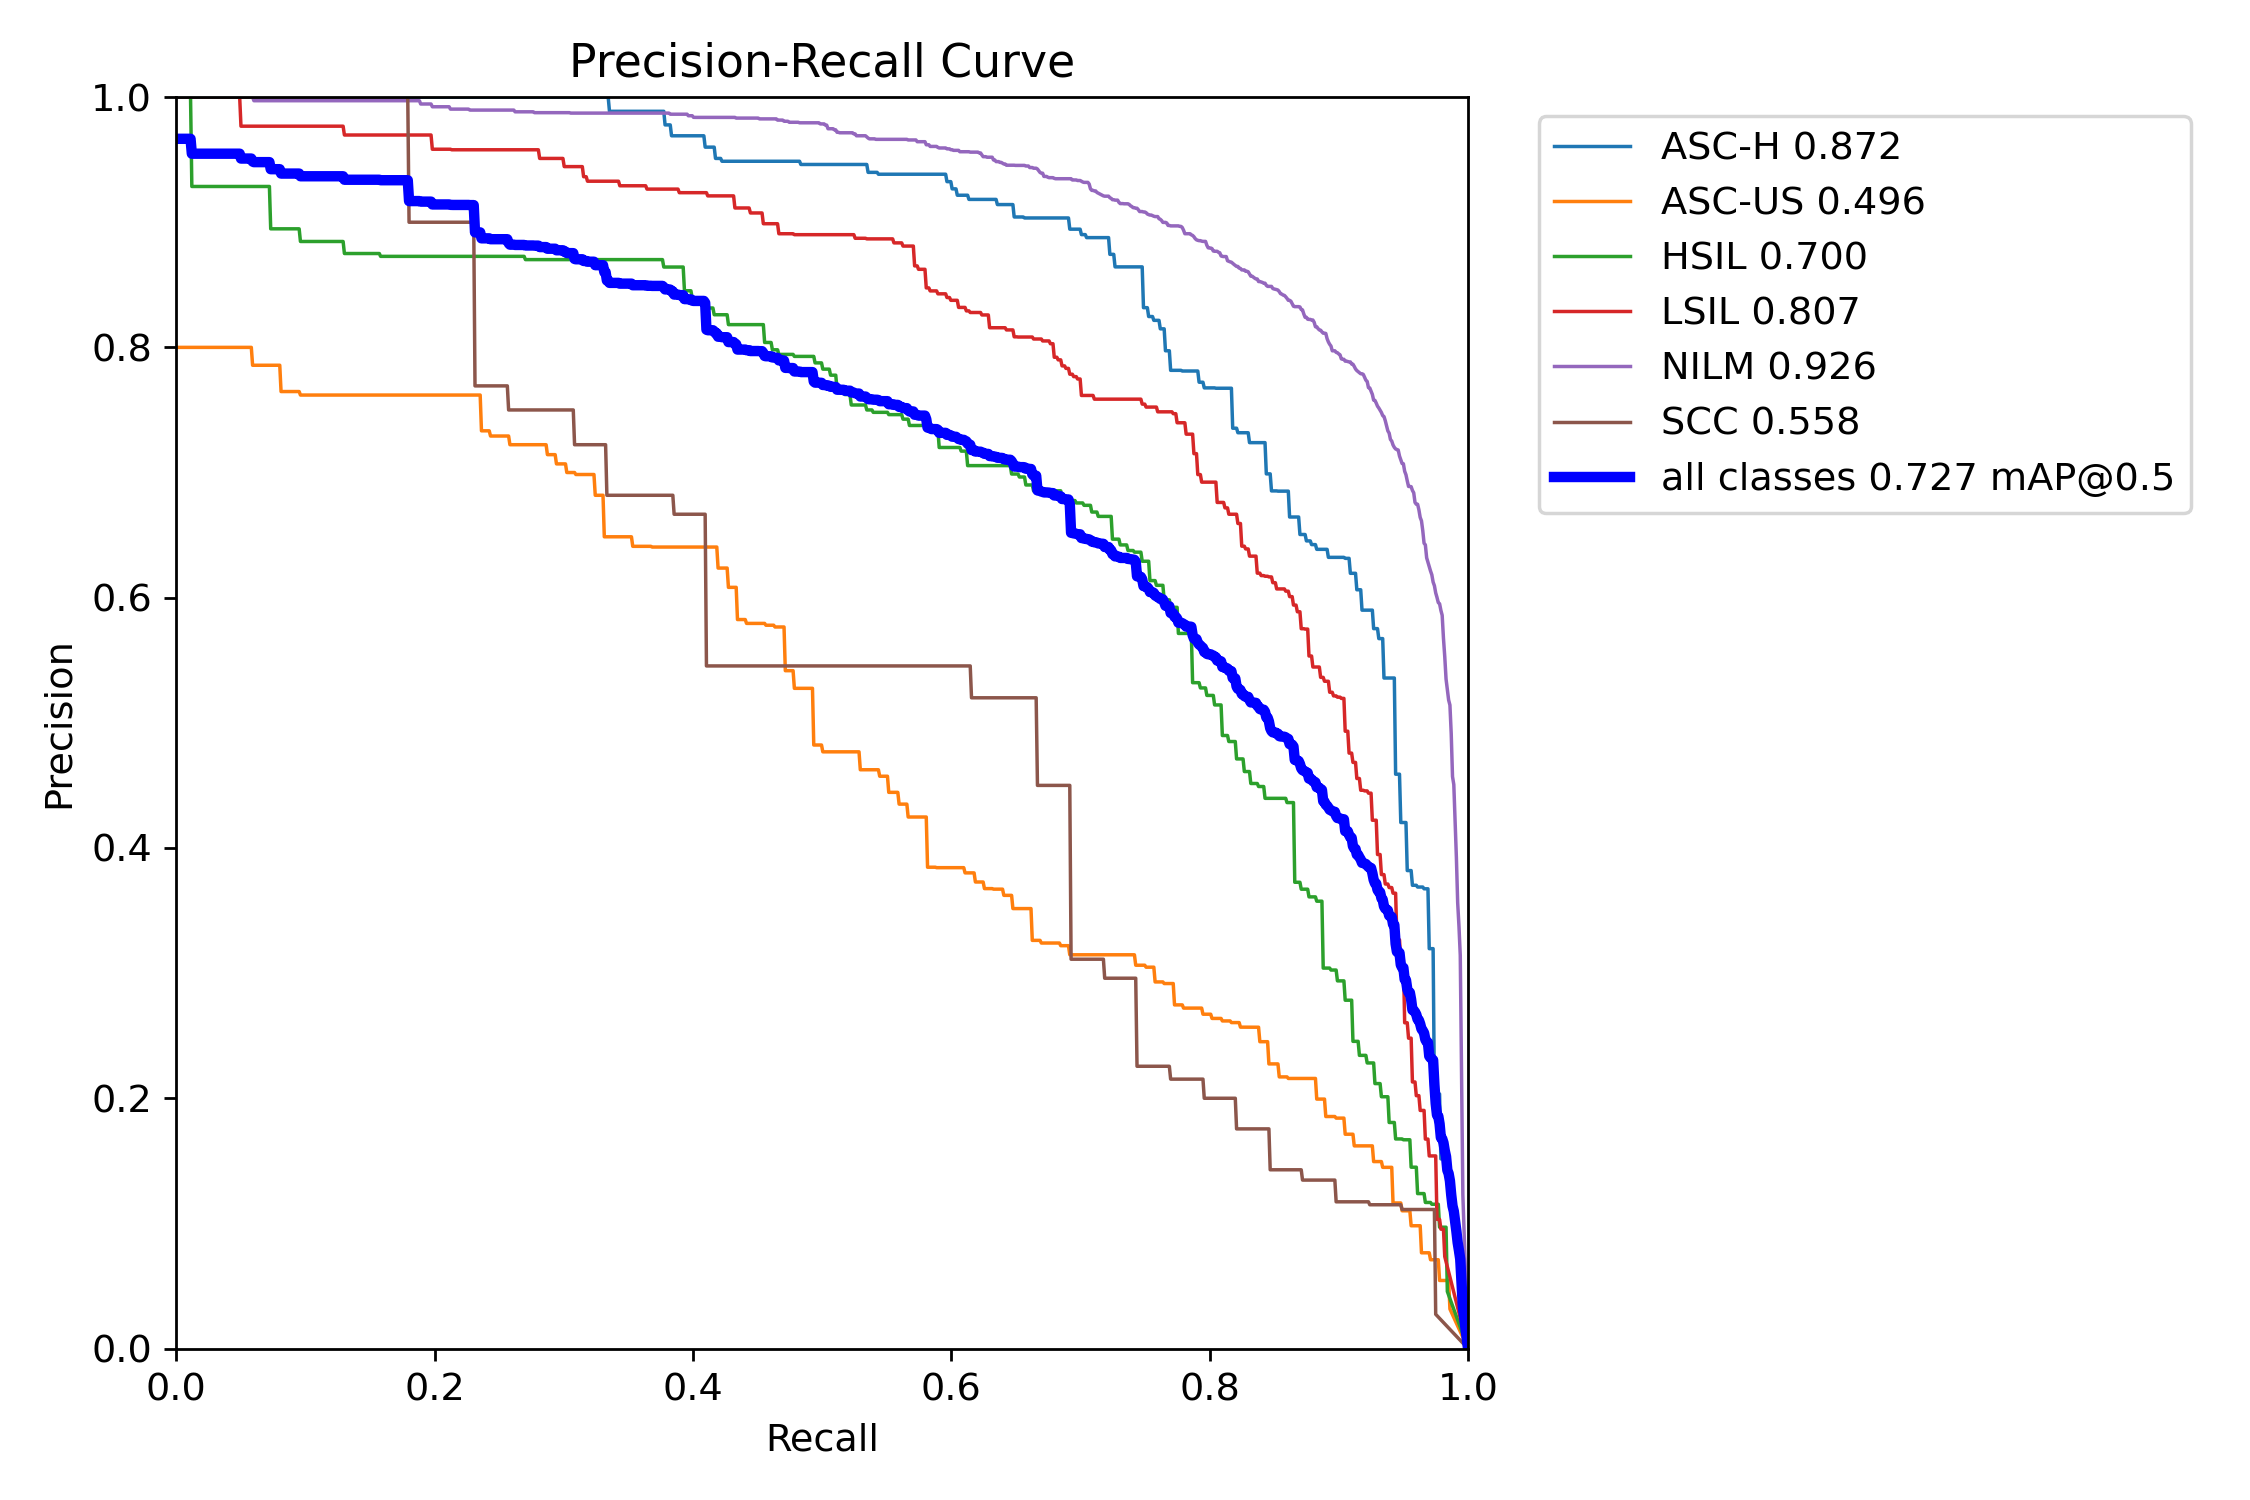 Precision-Recall Curve
1.0
0.8
0.6
0.4
0.2
0.0
Precision
0.0 0.2 0.4 0.6 0.8 1.0
Recall
ASC-H 0.872
ASC-US 0.496
HSIL 0.700
LSIL 0.807
NILM 0.926
SCC 0.558
all classes 0.727 mAP@0.5